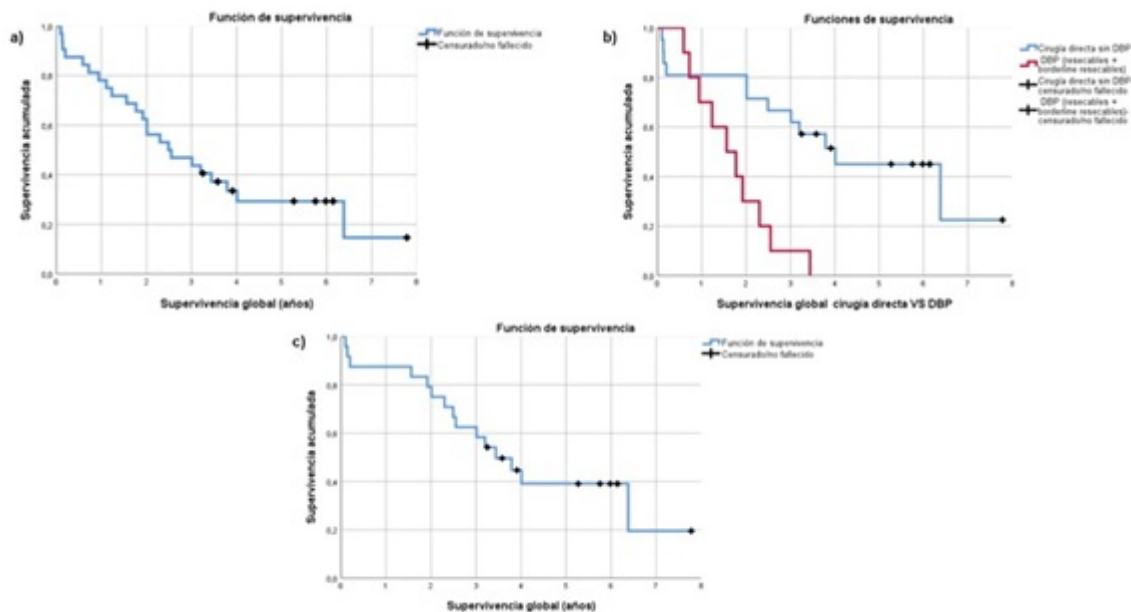 a)
Función de supervivencia
Función de supervivencia
Censurado/no fallecido
1,0
0,8
0,6
0,4
0,2
0,0
Supervivencia acumulada
0 1 2 3 4 5 6 7 8
Supervivencia global (años)
b)
Funciones de supervivencia
Cirugía directa sin DBP
DBP (resecables +
borderline resecables)
Cirugía directa sin DBP
censurado/no fallecido
DBP (resecables +
borderline resecables)-
censurado/no fallecido
1,0
0,8
0,6
0,4
0,2
0,0
Supervivencia acumulada
0 1 2 3 4 5 6 7 8
Supervivencia global cirugía directa VS DBP
c)
Función de supervivencia
Función de supervivencia
Censurado/no fallecido
1,0
0,8
0,6
0,4
0,2
0,0
Supervivencia acumulada
0 1 2 3 4 5 6 7 8
Supervivencia global (años)